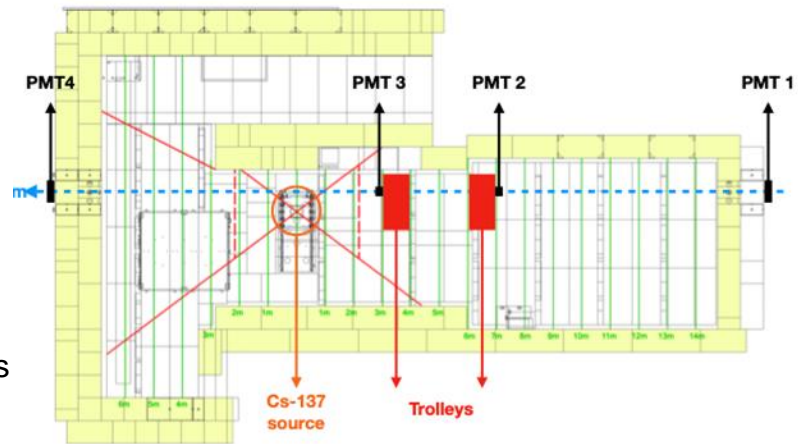 PMT4
PMT 3
PMT 2
PMT 1
m
2m 1m 1m 2m 3m 4m 5m
3m
6m 7m 8m 9m 10m 11m 12m 13m 14m
6m 5m 4m
s
Cs-137
source
Trolleys